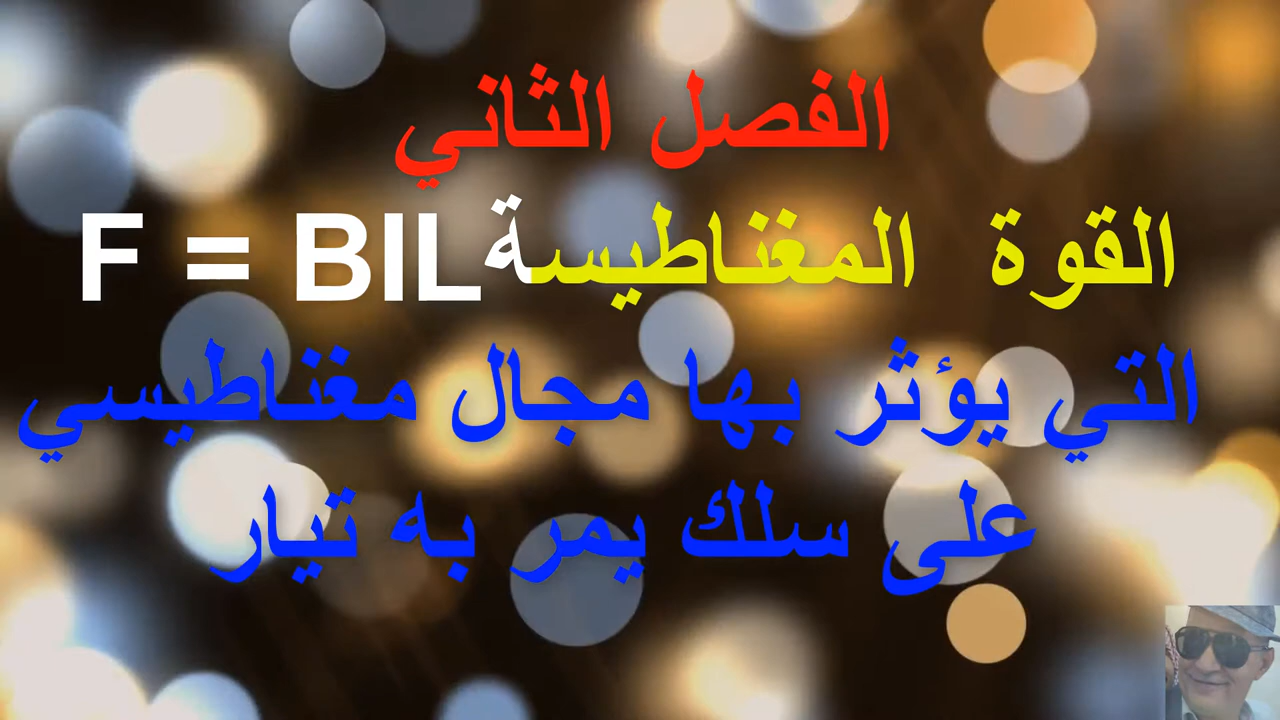 الفصل الثاني
القوة المغناطيسة F = BIL
التي يؤثر بها مجال مغناطيسي
على سلك يمر به تيار